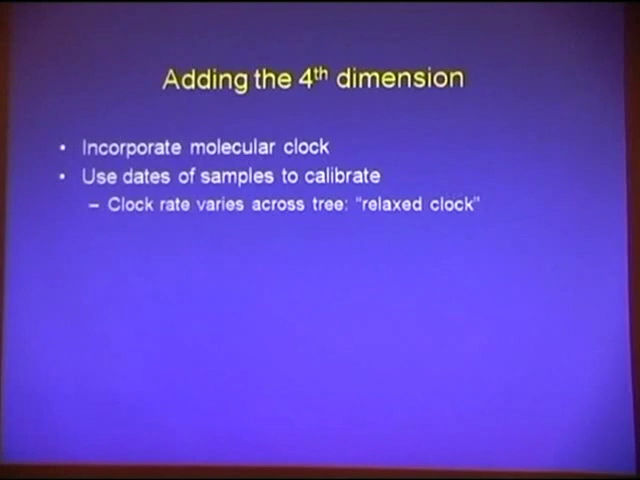 Adding the 4th dimension
• Incorporate molecular clock
• Use dates of samples to calibrate
– Clock rate varies across tree: "relaxed clock"